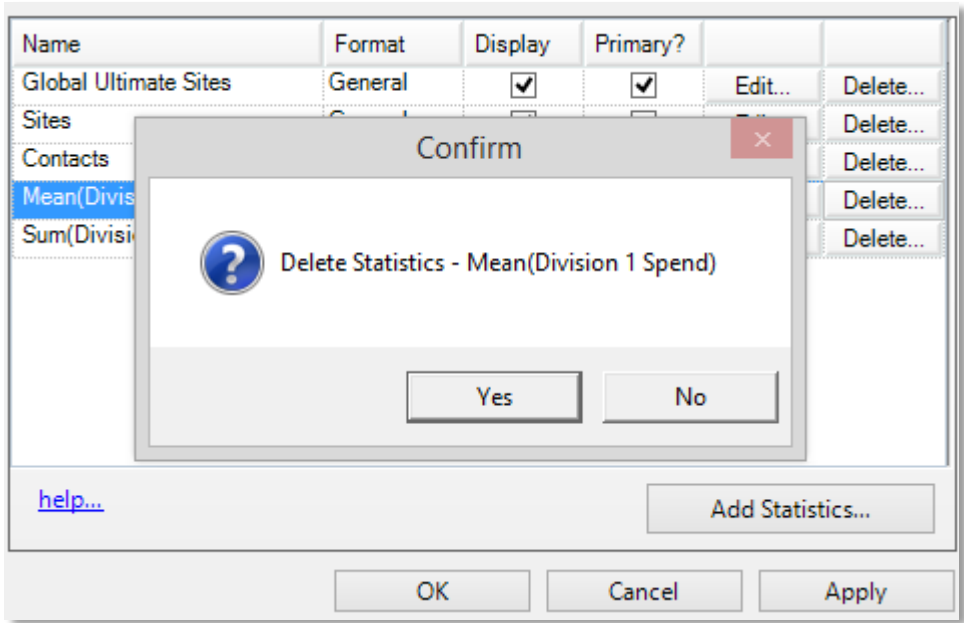 Name Format Display Primary?
Global Ultimate Sites General Edit... Delete...
Sites Delete...
Contacts Delete...
Mean(Divis Delete...
Sum(Divisi Delete...
Confirm
Delete Statistics - Mean(Division 1 Spend)
Yes No
help... Add Statistics...
OK Cancel Apply